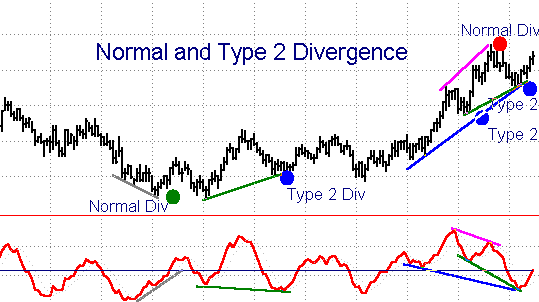 Normal Div
Normal and Type 2 Divergence
Type 2
Type 2
Type 2 Div
Normal Div